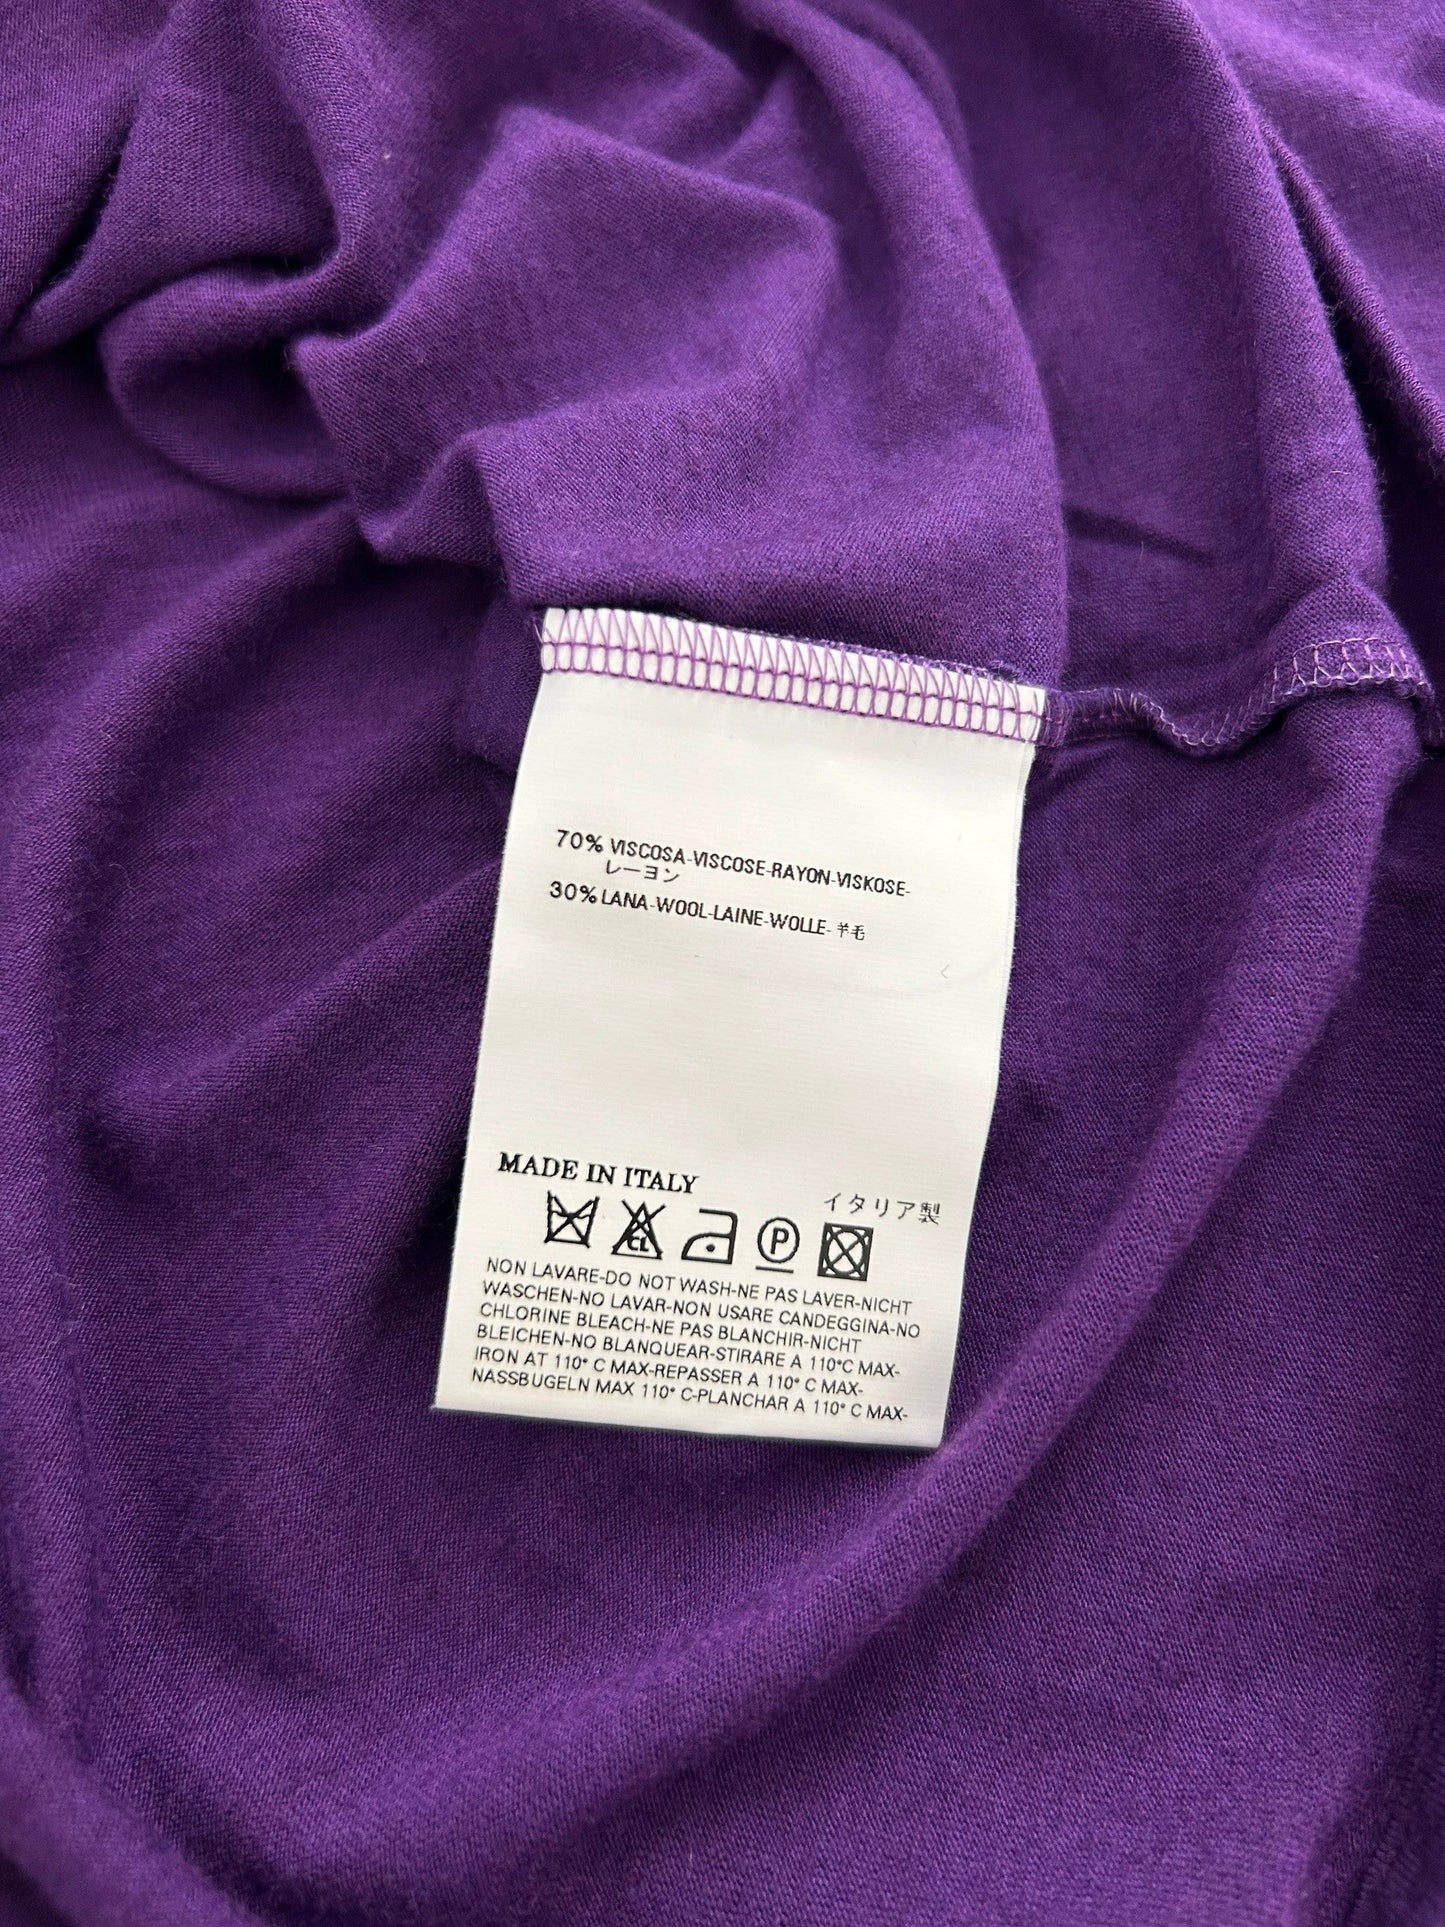 70% VISCOSA-VISCOSE-RAYON-VISKOSE-
レーヨン
30% LANA-WOOL-LAINE-WOLLE-羊毛
MADE IN ITALY
イタリア製
CL P
NON LAVARE-DO NOT WASH-NE PAS LAVER-NICHT
WASCHEN-NO LAVAR-NON USARE CANDEGGINA-NO
CHLORINE BLEACH-NE PAS BLANCHIR-NICHT
BLEICHEN-NO BLANQUEAR-STIRARE A 110°C MAX-
IRON AT 110° C MAX-REPASSER A 110° C MAX-
NASSBUGELN MAX 110° C-PLANCHAR A 110° C MAX-